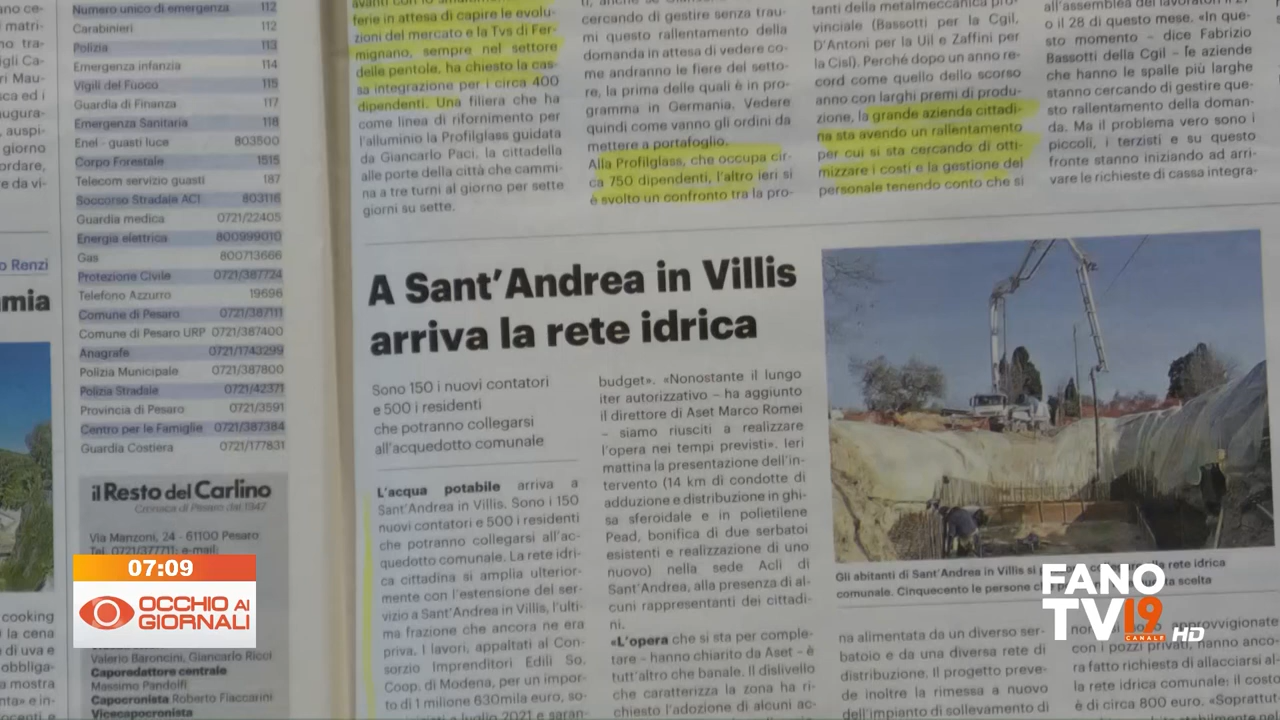 Numero unico di emergenza 112
Carabinieri 112
Polizia 113
Emergenza infanzia 114
Vigili del Fuoco 115
Guardia di Finanza 117
Emergenza Sanitaria 118
Enel - guasti luce 803500
Corpo Forestale 1515
Telecom servizio guasti 187
Soccorso Stradale ACI 803116
Guardia medica 0721/22405
Energia elettrica 800999010
Gas 800713666
Protezione Civile 0721/387724
Telefono Azzurro 19696
Comune di Pesaro 0721/387111
Comune di Pesaro URP 0721/387400
Anagrafe 0721/1743299
Polizia Municipale 0721/387800
Polizia Stradale 0721/42371
Provincia di Pesaro 0721/3591
Centro per le Famiglie 0721/387384
Guardia Costiera 0721/177831
il Resto del Carlino
Cronaca di Pesaro dal 1947
Via Manzoni, 24 - 61100 Pesaro
Tel. 0721/377711; e-mail:
Valerio Baroncini, Giancarlo Ricci
Caporedattore centrale
Massimo Pandolfi
Capocronista Roberto Fiaccarini
Vicecapocronista
ferie in attesa di capire le evolu-
zioni del mercato e la Tvs di Fer-
mignano, sempre nel settore
delle pentole, ha chiesto la cas-
sa integrazione per i circa 400
dipendenti. Una filiera che ha
come linea di rifornimento per
l'alluminio la Profilglass guidata
da Giancarlo Paci, la cittadella
alle porte della città che cammi-
na a tre turni al giorno per sette
giorni su sette.
cercando di gestire senza trau-
mi questo rallentamento della
domanda in attesa di vedere co-
me andranno le fiere del setto-
re, la prima delle quali è in pro-
gramma in Germania. Vedere
quindi come vanno gli ordini da
mettere a portafoglio.
Alla Profilglass, che occupa cir-
ca 750 dipendenti, l'altro ieri si
è svolto un confronto tra la pro-
tanti della metalmeccanica pro-
vinciale (Bassotti per la Cgil,
D'Antoni per la Uil e Zaffini per
la Cisl). Perché dopo un anno re-
cord come quello dello scorso
anno con larghi premi di produ-
zione, la grande azienda cittadi-
na sta avendo un rallentamento
per cui si sta cercando di otti-
mizzare i costi e la gestione del
personale tenendo conto che si
o il 28 di questo mese. «In que-
sto momento – dice Fabrizio
Bassotti della Cgil – le aziende
che hanno le spalle più larghe
stanno cercando di gestire que-
sto rallentamento della doman-
da. Ma il problema vero sono i
piccoli, i terzisti e su questo
fronte stanno iniziando ad arri-
vare le richieste di cassa integra-
A Sant'Andrea in Villis
arriva la rete idrica
Sono 150 i nuovi contatori
e 500 i residenti
che potranno collegarsi
all'acquedotto comunale
L'acqua potabile arriva a
Sant'Andrea in Villis. Sono i 150
nuovi contatori e 500 i residenti
che potranno collegarsi all'ac-
quedotto comunale. La rete idri-
ca cittadina si amplia ulterior-
mente con l'estensione del ser-
vizio a Sant'Andrea in Villis, l'ulti-
ma frazione che ancora ne era
priva. I lavori, appaltati al Con-
sorzio Imprenditori Edili So.
Coop. di Modena, per un impor-
to di 1 milione 630mila euro, so-
luglio 2021 e saran-
budget». «Nonostante il lungo
iter autorizzativo – ha aggiunto
il direttore di Aset Marco Romei
– siamo riusciti a realizzare
l'opera nei tempi previsti». Ieri
mattina la presentazione dell'in-
tervento (14 km di condotte di
adduzione e distribuzione in ghi-
sa sferoidale e in polietilene
Pead, bonifica di due serbatoi
esistenti e realizzazione di uno
nuovo) nella sede Acli di
Sant'Andrea, alla presenza di al-
cuni rappresentanti dei cittadi-
ni.
«L'opera che si sta per comple-
tare – hanno chiarito da Aset - è
tutt'altro che banale. Il dislivello
che caratterizza la zona ha ri-
chiesto l'adozione di alcuni ac-
Gli abitanti di Sant'Andrea in Villis si rete idrica
comunale. Cinquecento le persone scelta
na alimentata da un diverso ser-
batoio e da una diversa rete di
distribuzione. Il progetto preve-
de inoltre la rimessa a nuovo
dell'impianto di sollevamento di
approvvigionate
con i pozzi privati, hanno anco-
ra fatto richiesta di allacciarsi al-
la rete idrica comunale: il costo
è di circa 800 euro. «Soprattut-
07:09
OCCHIO AI
GIORNALI
FANO
TV19
CANALE HD